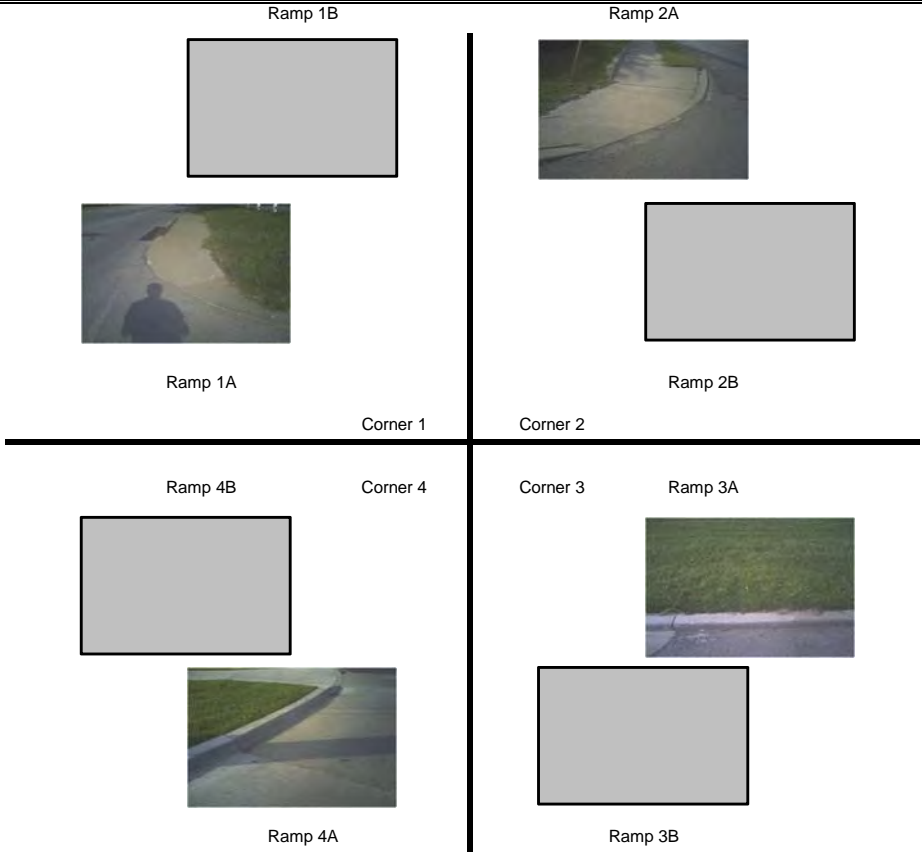 Ramp 1B
Ramp 2A
Ramp 1A
Ramp 2B
Corner 1
Corner 2
Ramp 4B
Corner 4
Corner 3
Ramp 3A
Ramp 4A
Ramp 3B